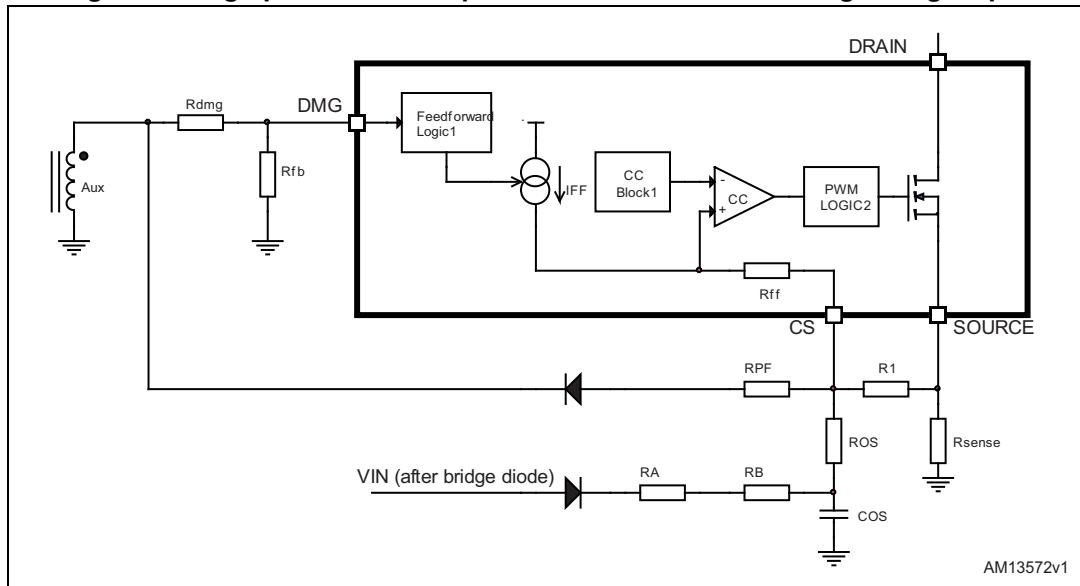 DRAIN
DMG
Rdmg
Feedforward
Logic1
Aux
Rfb
IFF
CC
Block1
-
+
CC
PWM
LOGIC2
Rff
CS
SOURCE
RPF
R1
ROS
Rsense
VIN (after bridge diode)
RA
RB
COS
AM13572v1